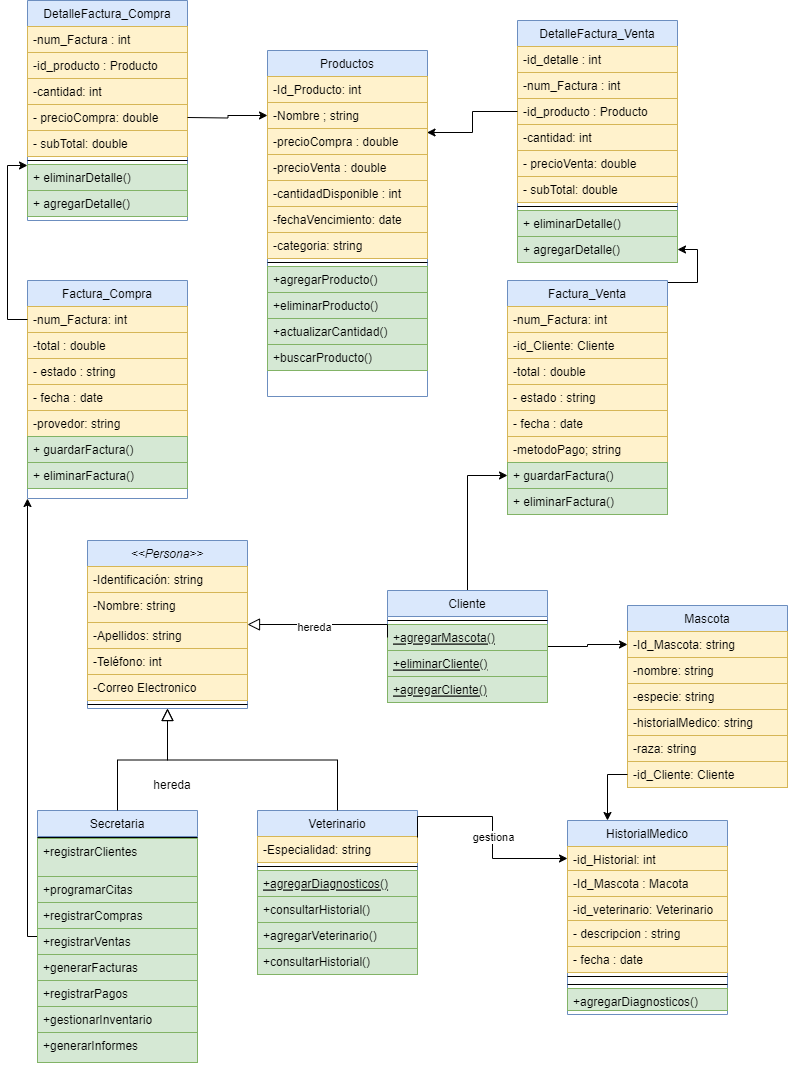 DetalleFactura_Compra
-num_Factura : int
-id_producto : Producto
-cantidad: int
- precioCompra: double
- subTotal: double
+ eliminarDetalle()
+ agregarDetalle()
Productos
-Id_Producto: int
-Nombre ; string
-precioCompra : double
-precioVenta : double
-cantidadDisponible : int
-fechaVencimiento: date
-categoria: string
+agregarProducto()
+eliminarProducto()
+actualizarCantidad()
+buscarProducto()
DetalleFactura_Venta
-id_detalle : int
-num_Factura : int
-id_producto : Producto
-cantidad: int
- precioVenta: double
- subTotal: double
+ eliminarDetalle()
+ agregarDetalle()
Factura_Compra
-num_Factura: int
-total : double
- estado : string
- fecha : date
-provedor: string
+ guardarFactura()
+ eliminarFactura()
Factura_Venta
-num_Factura: int
-id_Cliente: Cliente
-total : double
- estado : string
- fecha : date
-metodoPago; string
+ guardarFactura()
+ eliminarFactura()
<<Persona>>
-Identificación: string
-Nombre: string
-Apellidos: string
-Teléfono: int
-Correo Electronico
hereda
Cliente
+agregarMascota()
+eliminarCliente()
+agregarCliente()
Mascota
-Id_Mascota: string
-nombre: string
-especie: string
-historialMedico: string
-raza: string
-id_Cliente: Cliente
hereda
Secretaria
+registrarClientes
+programarCitas
+registrarCompras
+registrarVentas
+generarFacturas
+registrarPagos
+gestionarInventario
+generarInformes
Veterinario
-Especialidad: string
+agregarDiagnosticos()
+consultarHistorial()
+agregarVeterinario()
+consultarHistorial()
gestiona
HistorialMedico
-id_Historial: int
-Id_Mascota : Macota
-id_veterinario: Veterinario
- descripcion : string
- fecha : date
+agregarDiagnosticos()